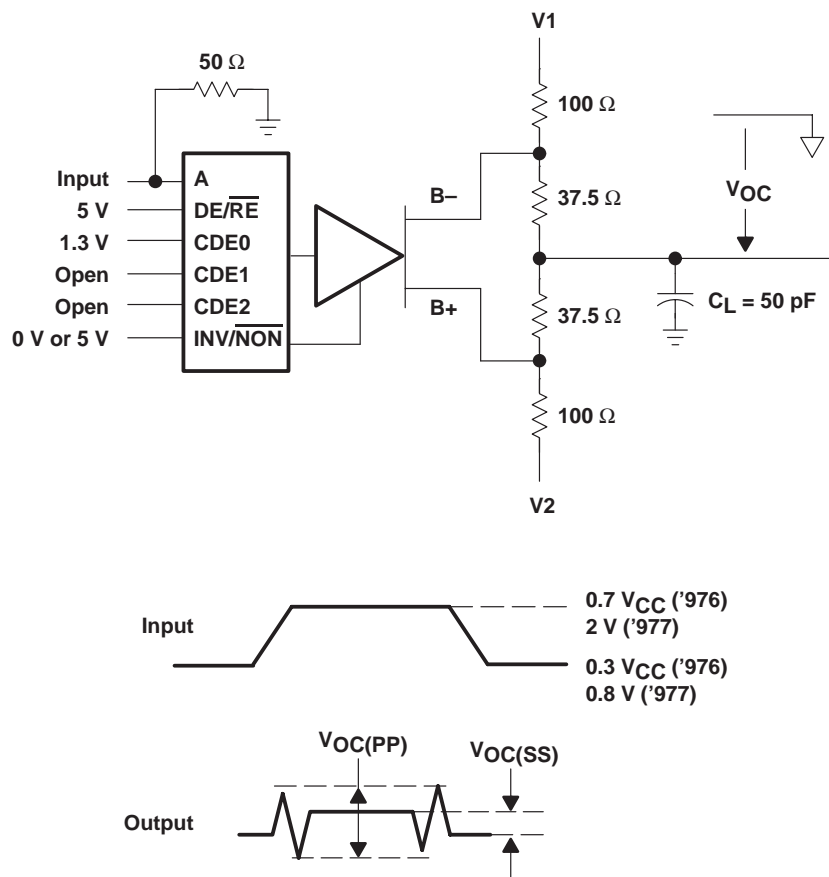 V1
50 Ω
100 Ω
Input
A
B–
37.5 Ω
VOC
5 V
DE/RE
1.3 V
CDE0
Open
CDE1
Open
CDE2
B+
37.5 Ω
CL = 50 pF
0 V or 5 V
INV/NON
100 Ω
V2
Input
0.7 VCC ('976)
2 V ('977)
0.3 VCC ('976)
0.8 V ('977)
VOC(PP)
VOC(SS)
Output